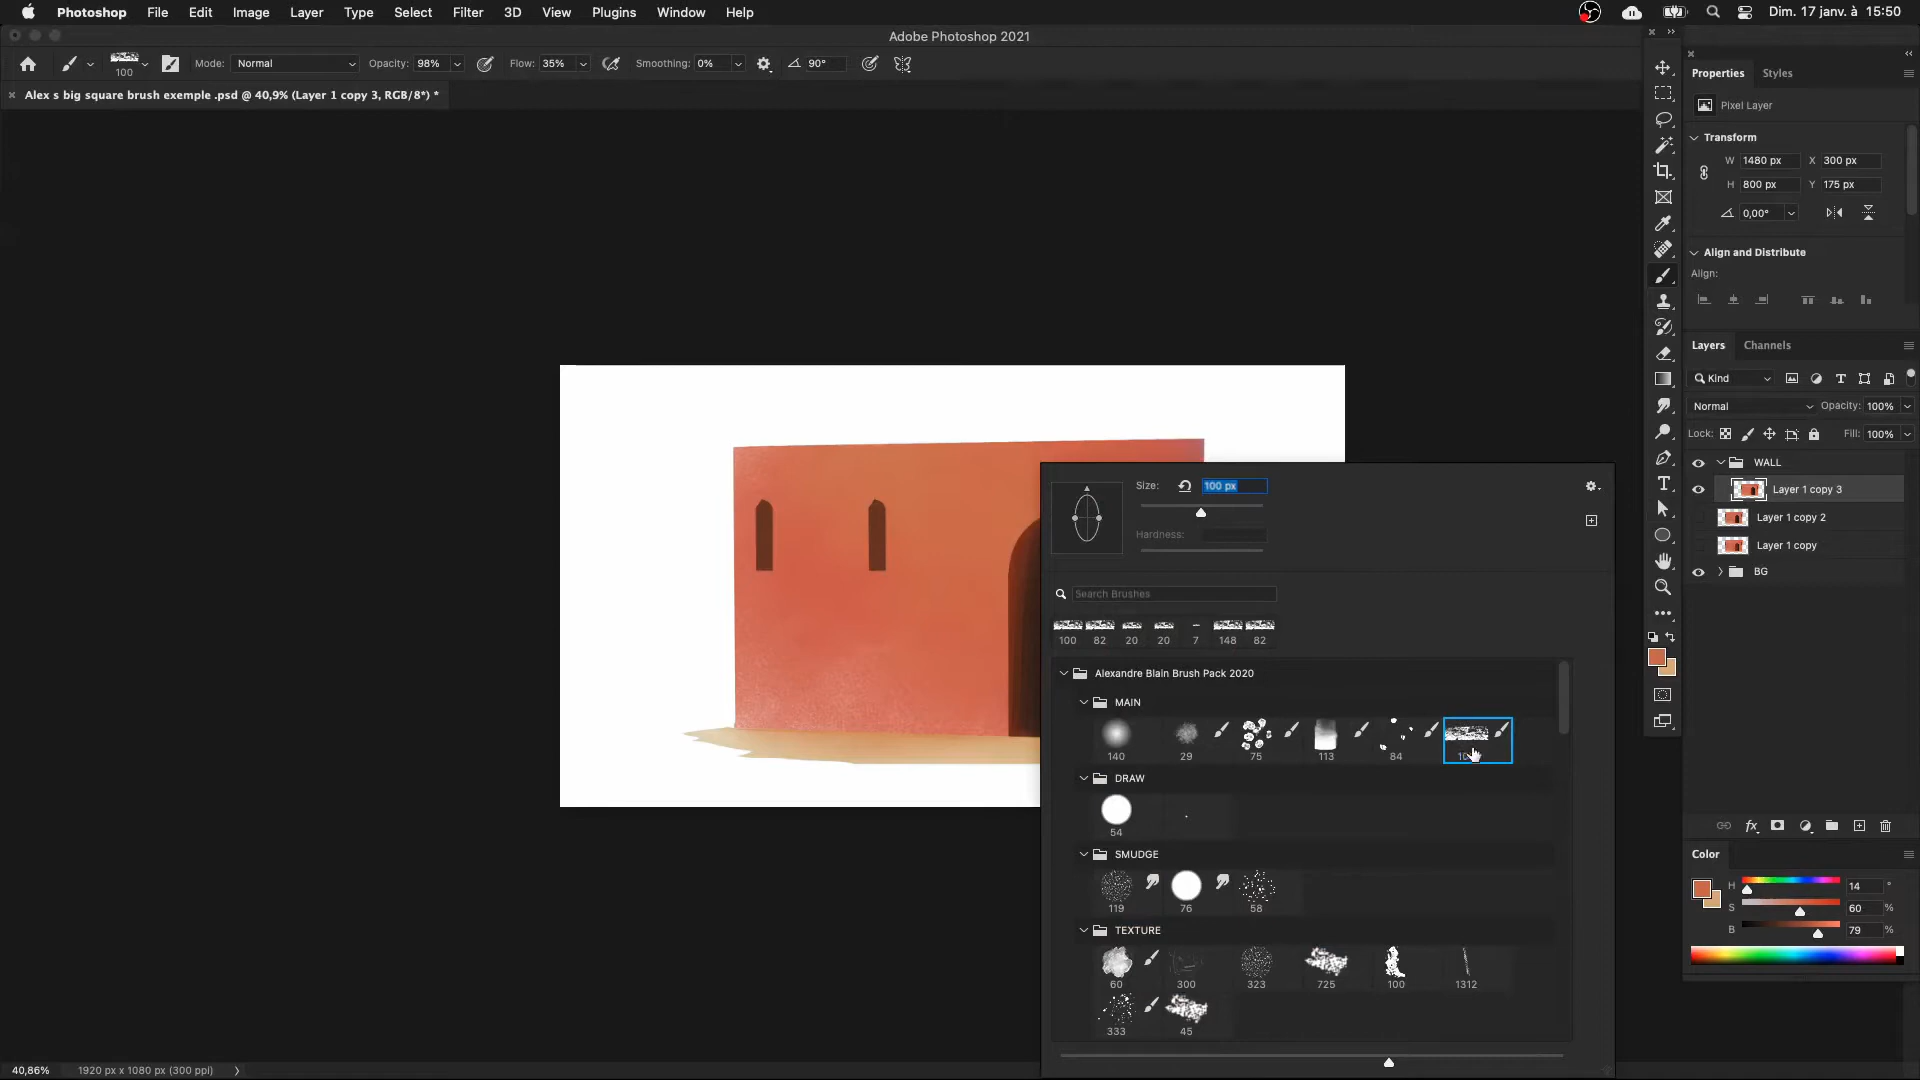 Photoshop File Edit Image Layer Type Select Filter 3D View Plugins Window Help Dim. 17 janv. à 15:50
Adobe Photoshop 2021
100 Mode: Normal Opacity: 98% Flow: 35% Smoothing: 0% 90°
Alex s big square brush exemple .psd @ 40,9% (Layer 1 copy 3, RGB/8*) *
Properties Styles
Pixel Layer
Transform
W 1480 px X 300 px
H 800 px Y 175 px
0,00°
Align and Distribute
Align:
Layers Channels
Kind
Normal Opacity: 100%
Lock: Fill: 100%
WALL
Layer 1 copy 3
Layer 1 copy 2
Layer 1 copy
BG
Size: 100 px
Hardness:
Search Brushes
100 82 20 20 7 148 82
Alexandre Blain Brush Pack 2020
MAIN
140 29 75 113 84
DRAW
54
SMUDGE
119 76 58
TEXTURE
60 300 323 725 100 1312
333 45
Color
H 14 °
S 60 %
B 79 %
40,86% 1920 px x 1080 px (300 ppi)